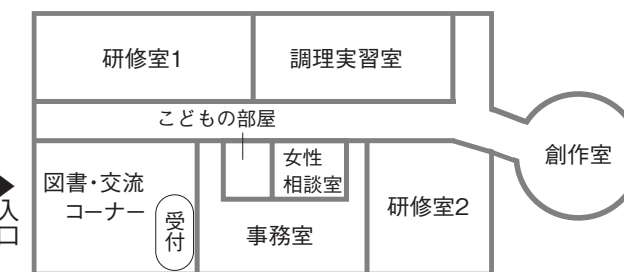 研修室1
調理実習室
こどもの部屋
女性
相談室
創作室
図書・交流
コーナー
受付
入口
事務室
研修室2